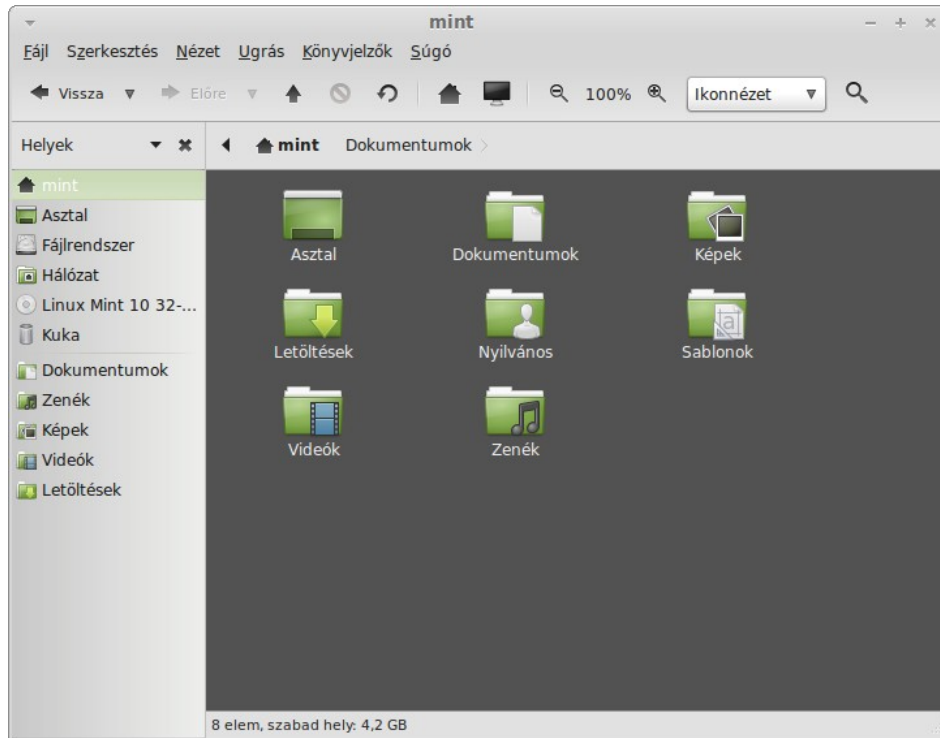 mint
Fájl Szerkesztés Nézet Ugrás Könyvjelzők Súgó
Vissza Előre 100% Ikonnézet
Helyek mint Dokumentumok
mint
Asztal
Fájlrendszer
Hálózat
Linux Mint 10 32-...
Kuka
Dokumentumok
Zenék
Képek
Videók
Letöltések
Asztal Dokumentumok Képek
Letöltések Nyilvános Sablonok
Videók Zenék
8 elem, szabad hely: 4,2 GB